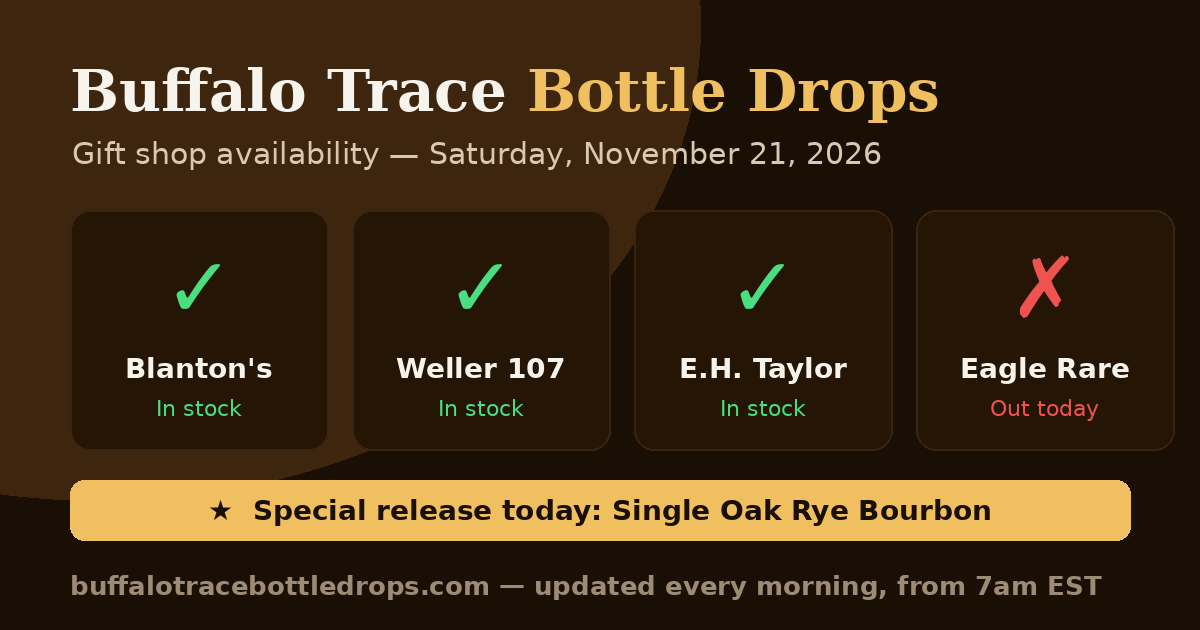 Buffalo Trace Bottle Drops
Gift shop availability — Saturday, November 21, 2026
✓ ✓ ✓ ✗
Blanton's Weller 107 E.H. Taylor Eagle Rare
In stock In stock In stock Out today
★ Special release today: Single Oak Rye Bourbon
buffalotracebottledrops.com — updated every morning, from 7am EST